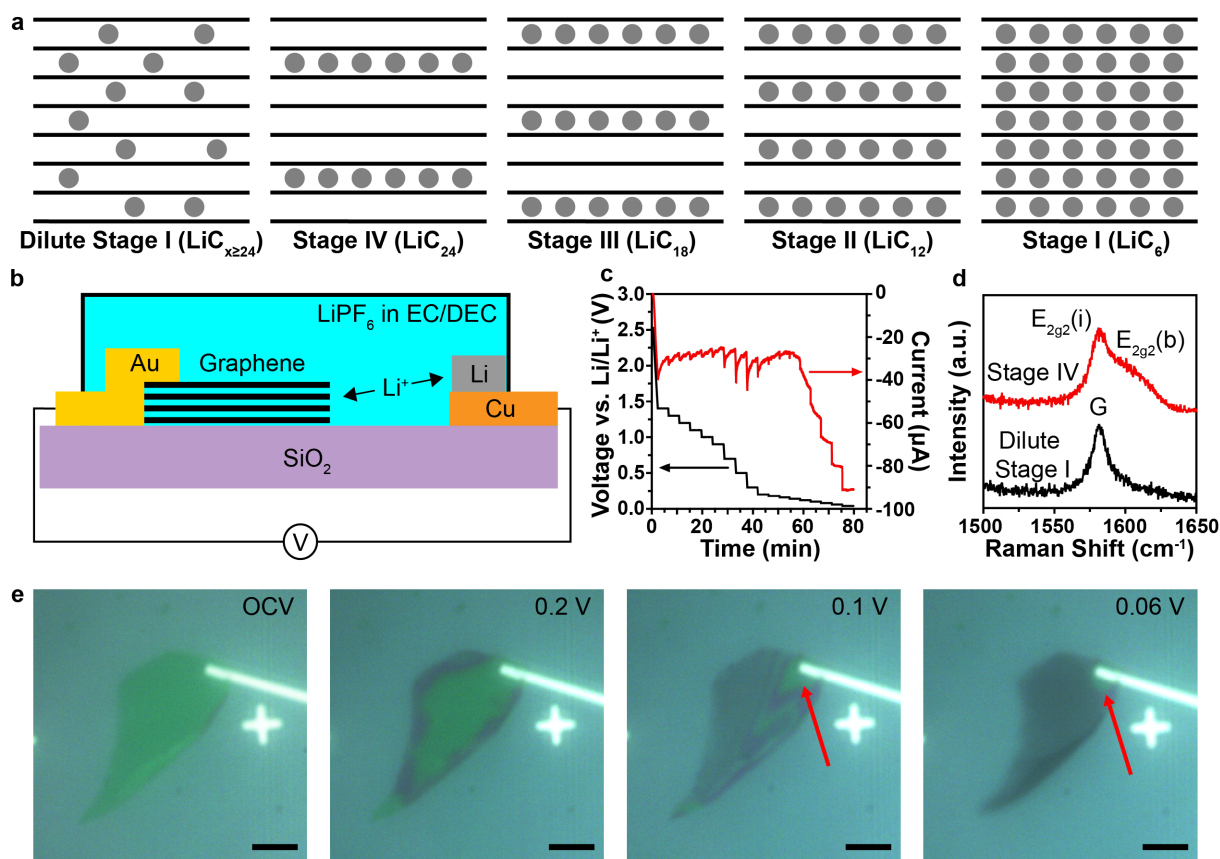 a
Dilute Stage I (LiCx≥24)
Stage IV (LiC24)
Stage III (LiC18)
Stage II (LiC12)
Stage I (LiC6)
b
LiPF6 in EC/DEC
Au
Graphene
Li+
Li
Cu
SiO2
V
c
3.0
2.5
2.0
1.5
1.0
0.5
0.0
Voltage vs. Li/Li+ (V)
0
-20
-40
-60
-80
-100
Current (µA)
0 20 40 60 80
Time (min)
d
Intensity (a.u.)
E2g2(i)
E2g2(b)
Stage IV
G
Dilute
Stage I
1500 1550 1600 1650
Raman Shift (cm-1)
e
OCV
0.2 V
0.1 V
0.06 V